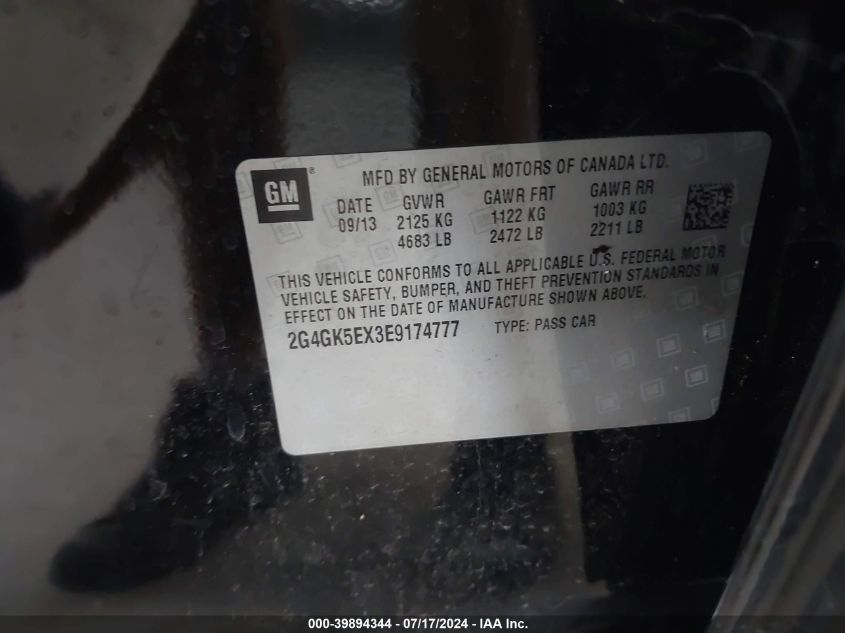 GM
MFD BY GENERAL MOTORS OF CANADA LTD.
DATE GVWR GAWR FRT GAWR RR
09/13 2125 KG 1122 KG 1003 KG
4683 LB 2472 LB 2211 LB
THIS VEHICLE CONFORMS TO ALL APPLICABLE U.S. FEDERAL MOTOR
VEHICLE SAFETY, BUMPER, AND THEFT PREVENTION STANDARDS IN
EFFECT ON THE DATE OF MANUFACTURE SHOWN ABOVE.
2G4GK5EX3E9174777 TYPE: PASS CAR
000-39894344 / 07/17/2024 - IAA Inc.